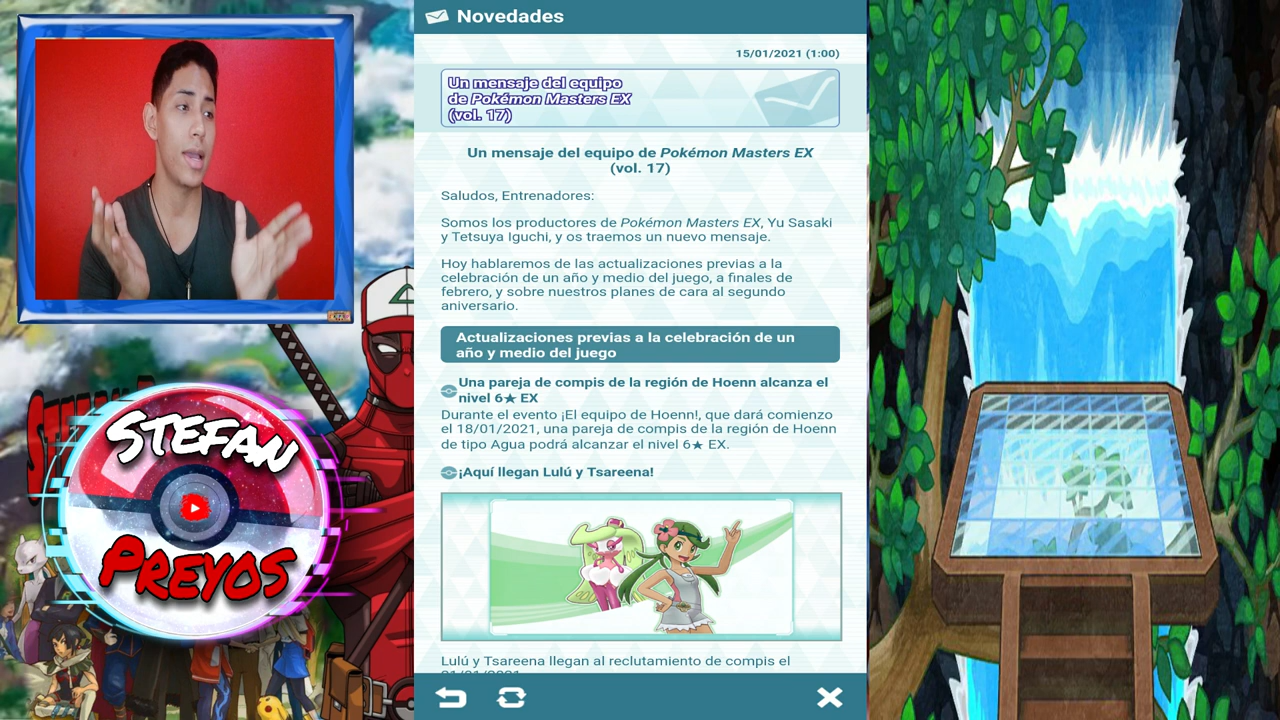 Novedades
15/01/2021 (1:00)
Un mensaje del equipo
de Pokémon Masters EX
(vol. 17)
Un mensaje del equipo de Pokémon Masters EX
(vol. 17)
Saludos, Entrenadores:
Somos los productores de Pokémon Masters EX, Yu Sasaki
y Tetsuya Iguchi, y os traemos un nuevo mensaje.
Hoy hablaremos de las actualizaciones previas a la
celebración de un año y medio del juego, a finales de
febrero, y sobre nuestros planes de cara al segundo
aniversario.
Actualizaciones previas a la celebración de un
año y medio del juego
Una pareja de compis de la región de Hoenn alcanza el
nivel 6★ EX
Durante el evento ¡El equipo de Hoenn!, que dará comienzo
el 18/01/2021, una pareja de compis de la región de Hoenn
de tipo Agua podrá alcanzar el nivel 6★ EX.
¡Aquí llegan Lulú y Tsareena!
Lulú y Tsareena llegan al reclutamiento de compis el
STEFAN
PREYOS